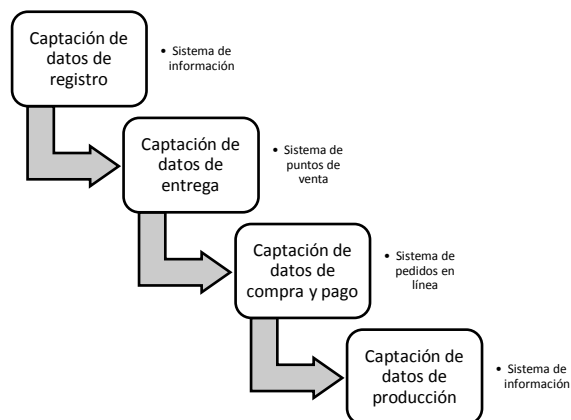 Captación de
datos de
registro
• Sistema de
información
Captación de
datos de
entrega
• Sistema de
puntos de
venta
Captación de
datos de
compra y pago
• Sistema de
pedidos en
línea
Captación de
datos de
producción
• Sistema de
información